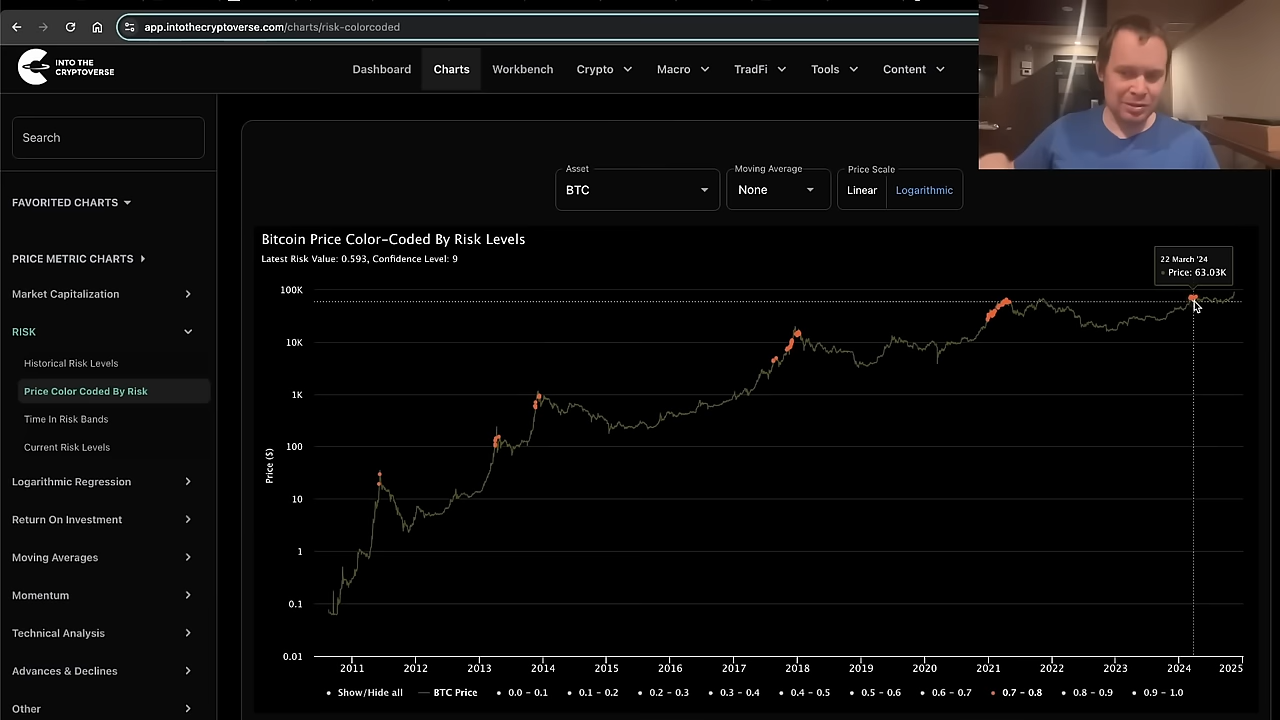 app.intothecryptoverse.com/charts/risk-colorcoded
INTO THE
CRYPTOVERSE
Dashboard
Charts
Workbench
Crypto
Macro
TradFi
Tools
Content
Search
FAVORITED CHARTS
PRICE METRIC CHARTS
Market Capitalization
RISK
Historical Risk Levels
Price Color Coded By Risk
Time In Risk Bands
Current Risk Levels
Logarithmic Regression
Return On Investment
Moving Averages
Momentum
Technical Analysis
Advances & Declines
Other
Asset
BTC
Moving Average
None
Price Scale
Linear
Logarithmic
Bitcoin Price Color-Coded By Risk Levels
Latest Risk Value: 0.593, Confidence Level: 9
22 March '24
Price: 63.03K
Price ($)
100K
10K
1K
100
10
1
0.1
0.01
2011 2012 2013 2014 2015 2016 2017 2018 2019 2020 2021 2022 2023 2024 2025
Show/Hide all BTC Price 0.0 - 0.1 0.1 - 0.2 0.2 - 0.3 0.3 - 0.4 0.4 - 0.5 0.5 - 0.6 0.6 - 0.7 0.7 - 0.8 0.8 - 0.9 0.9 - 1.0